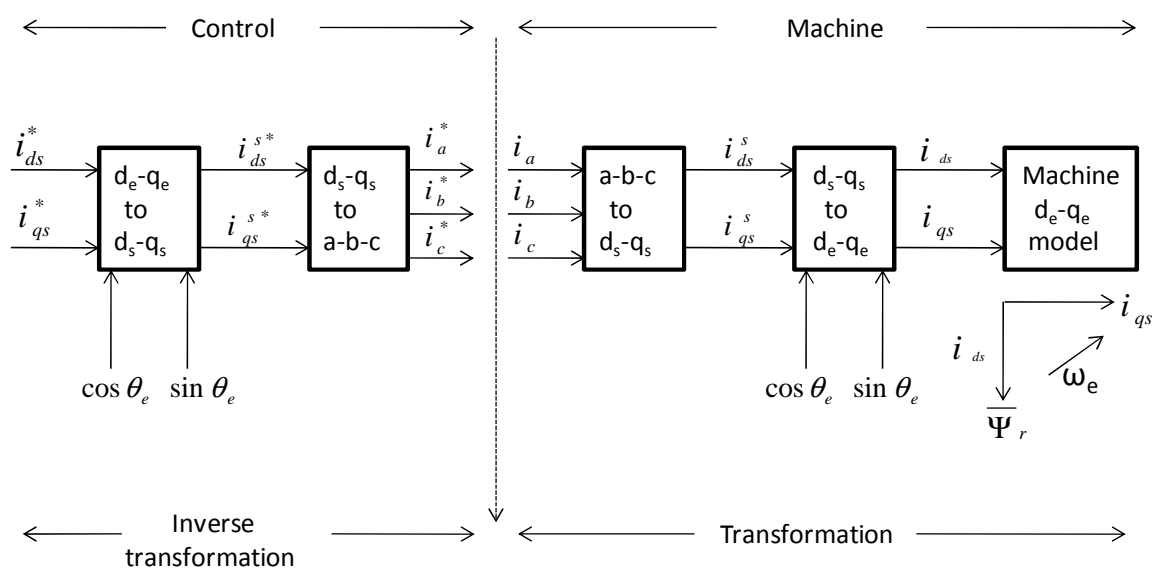 Control
Machine
i*ds
i*qs
de-qe
to
ds-qs
is*ds
is*qs
ds-qs
to
a-b-c
i*a
i*b
i*c
ia
ib
ic
a-b-c
to
ds-qs
isds
isqs
ds-qs
to
de-qe
ids
iqs
Machine
de-qe
model
cos θe
sin θe
cos θe
sin θe
iqs
ids
ωe
Ψr
Inverse
transformation
Transformation